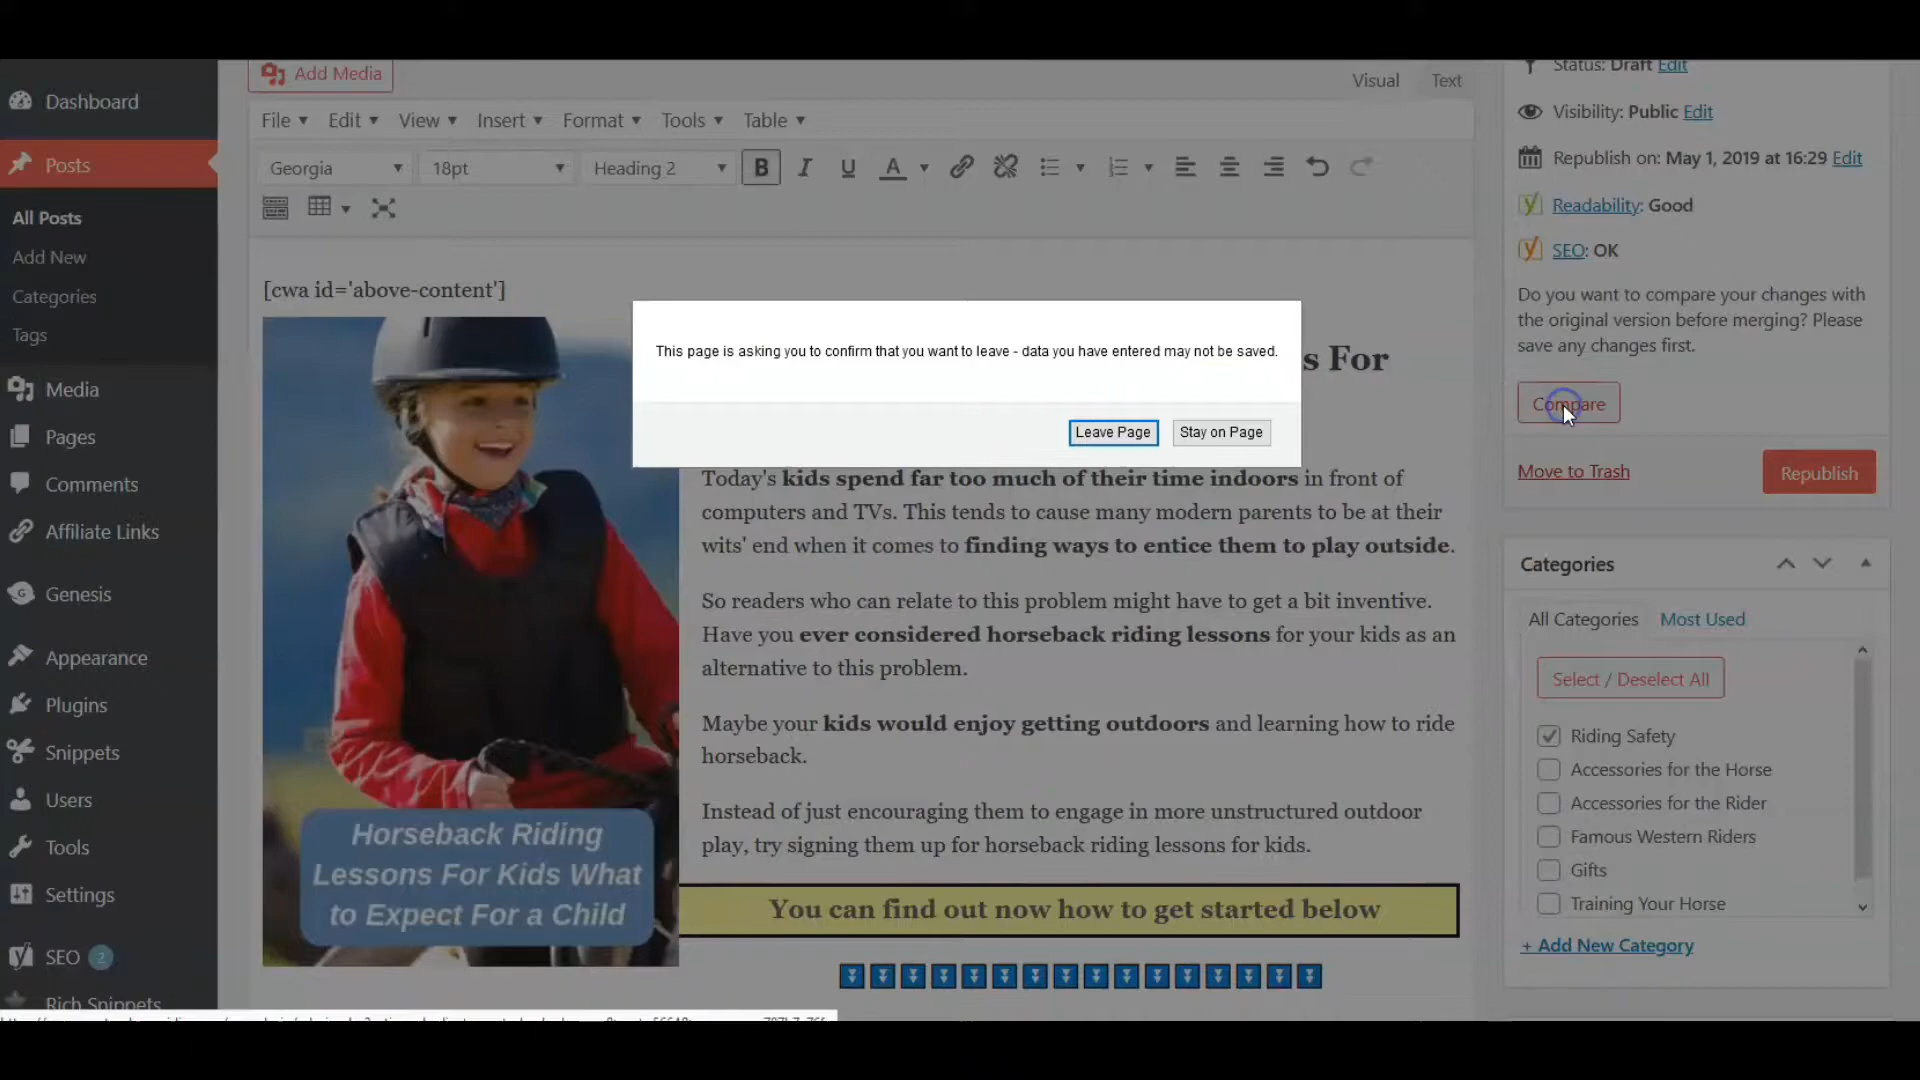 Dashboard
Posts
All Posts
Add New
Categories
Tags
Media
Pages
Comments
Affiliate Links
Genesis
Appearance
Plugins
Snippets
Users
Tools
Settings
SEO 2
Rich Snippets
Add Media
Visual Text
File Edit View Insert Format Tools Table
Georgia 18pt Heading 2 B I U A
[cwa id='above-content']
s For
This page is asking you to confirm that you want to leave - data you have entered may not be saved.
Leave Page Stay on Page
Today's kids spend far too much of their time indoors in front of
computers and TVs. This tends to cause many modern parents to be at their
wits' end when it comes to finding ways to entice them to play outside.
So readers who can relate to this problem might have to get a bit inventive.
Have you ever considered horseback riding lessons for your kids as an
alternative to this problem.
Maybe your kids would enjoy getting outdoors and learning how to ride
horseback.
Instead of just encouraging them to engage in more unstructured outdoor
play, try signing them up for horseback riding lessons for kids.
Horseback Riding
Lessons For Kids What
to Expect For a Child
You can find out now how to get started below
Status: Draft Edit
Visibility: Public Edit
Republish on: May 1, 2019 at 16:29 Edit
Readability: Good
SEO: OK
Do you want to compare your changes with
the original version before merging? Please
save any changes first.
Compare
Move to Trash Republish
Categories
All Categories Most Used
Select / Deselect All
Riding Safety
Accessories for the Horse
Accessories for the Rider
Famous Western Riders
Gifts
Training Your Horse
+ Add New Category